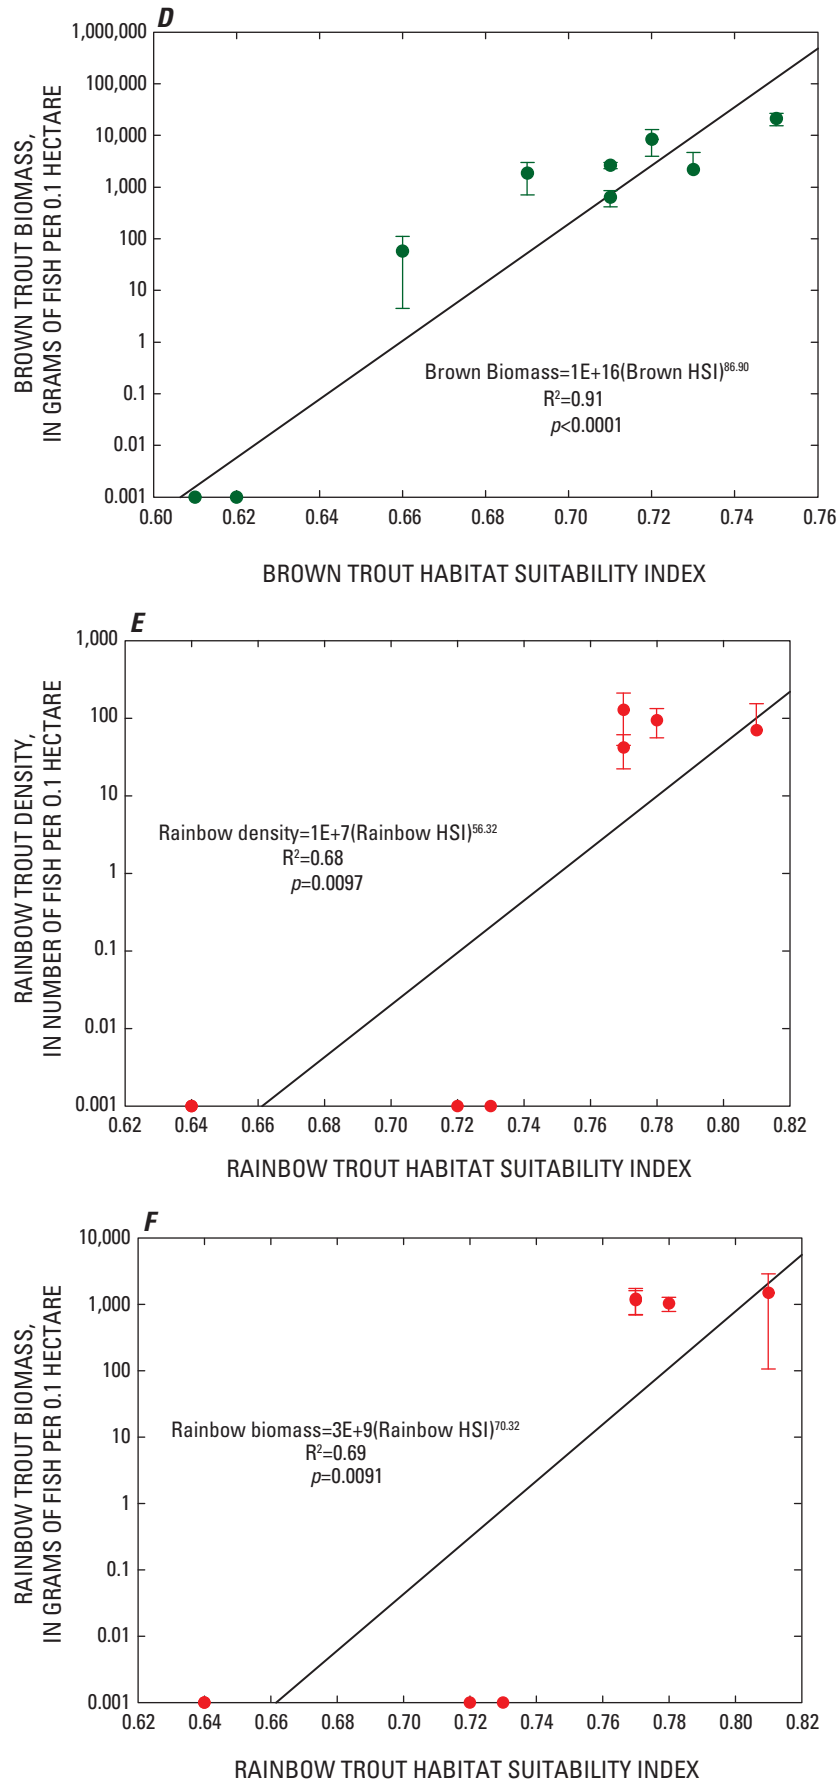 D
1,000,000
100,000
10,000
1,000
100
10
1
0.1
0.01
0.001
BROWN TROUT BIOMASS,
IN GRAMS OF FISH PER 0.1 HECTARE
Brown Biomass=1E+16(Brown HSI)^86.90
R²=0.91
p<0.0001
0.60 0.62 0.64 0.66 0.68 0.70 0.72 0.74 0.76
BROWN TROUT HABITAT SUITABILITY INDEX
E
1,000
100
10
1
0.1
0.01
0.001
RAINBOW TROUT DENSITY,
IN NUMBER OF FISH PER 0.1 HECTARE
Rainbow density=1E+7(Rainbow HSI)^56.32
R²=0.68
p=0.0097
0.62 0.64 0.66 0.68 0.70 0.72 0.74 0.76 0.78 0.80 0.82
RAINBOW TROUT HABITAT SUITABILITY INDEX
F
10,000
1,000
100
10
1
0.1
0.01
0.001
RAINBOW TROUT BIOMASS,
IN GRAMS OF FISH PER 0.1 HECTARE
Rainbow biomass=3E+9(Rainbow HSI)^70.32
R²=0.69
p=0.0091
0.62 0.64 0.66 0.68 0.70 0.72 0.74 0.76 0.78 0.80 0.82
RAINBOW TROUT HABITAT SUITABILITY INDEX